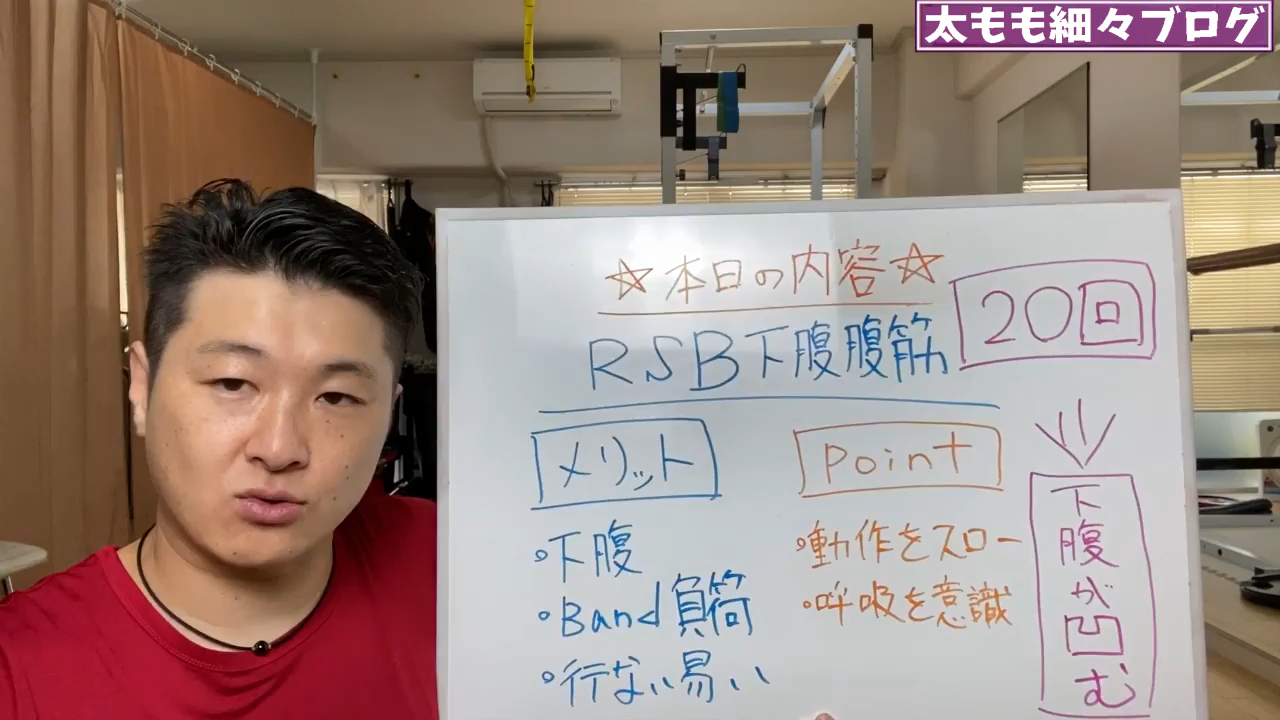 太もも細々ブログ
☆本日の内容☆
RSB下腹腹筋
20回
メリット
・下腹
・Band負荷
・行ない易い
Point
・動作をスロー
・呼吸を意識
下腹が凹む